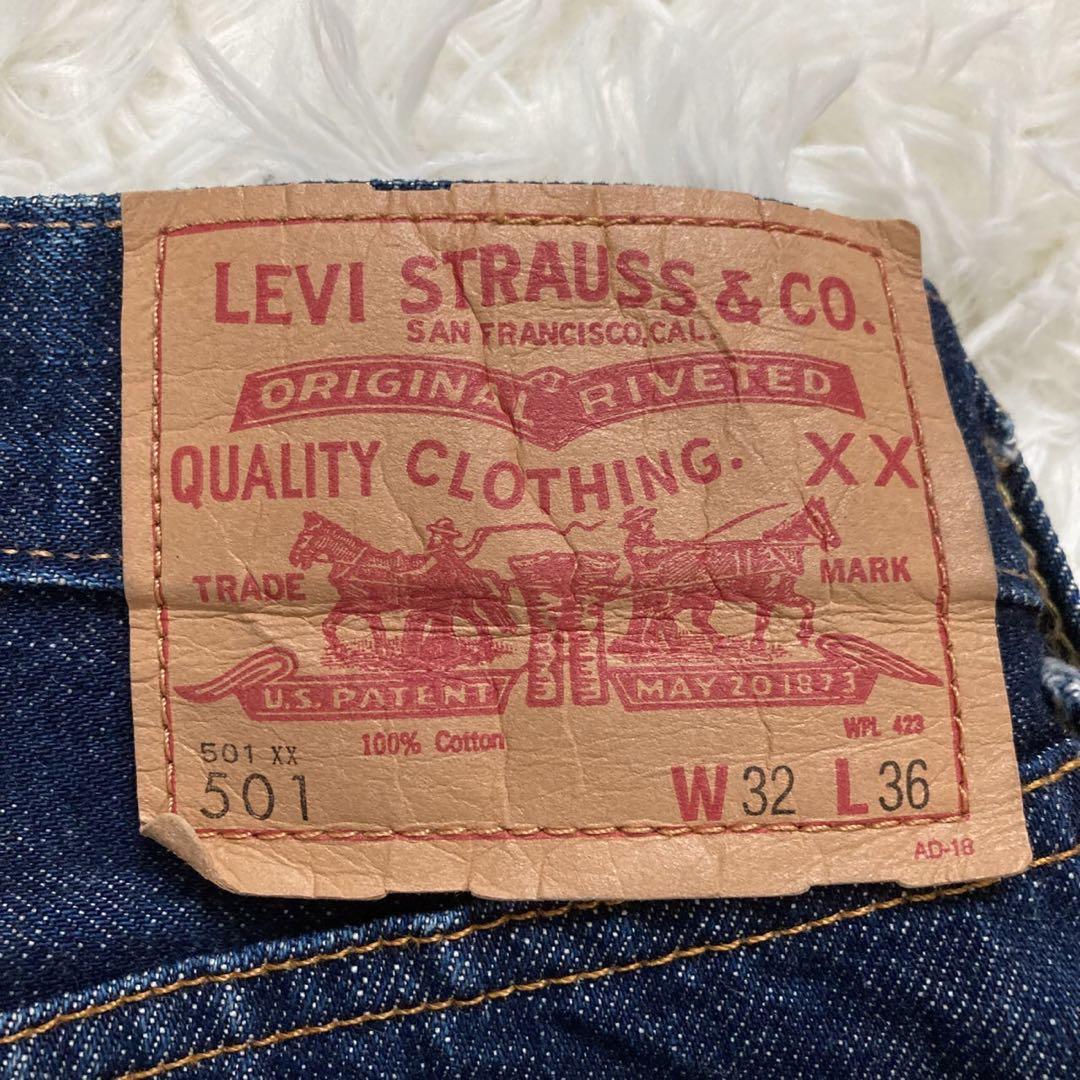 LEVI STRAUSS & CO.
SAN FRANCISCO, CAL.
ORIGINAL RIVETED
QUALITY CLOTHING. XX
TRADE MARK
U.S. PATENT MAY 20 1873
100% Cotton WPL 423
501 XX
501 W 32 L 36
AD-18